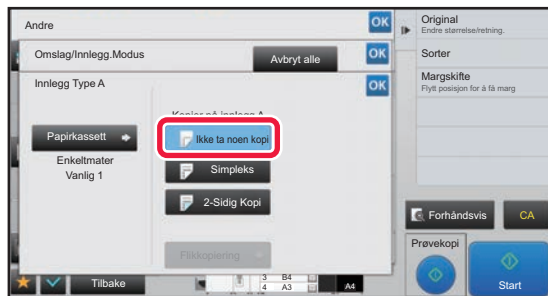 Andre
OK
Omslag/Innlegg.Modus
Avbryt alle
OK
Innlegg Type A
OK
Kopier på innlegg A
Papirkassett
Enkeltmater
Vanlig 1
Ikke ta noen kopi
Simpleks
2-Sidig Kopi
Flikkopiering
Tilbake
3 B4
4 A3
A4
Original
Endre størrelse/retning.
Sorter
Margskifte
Flytt posisjon for å få marg
Forhåndsvis
CA
Prøvekopi
Start